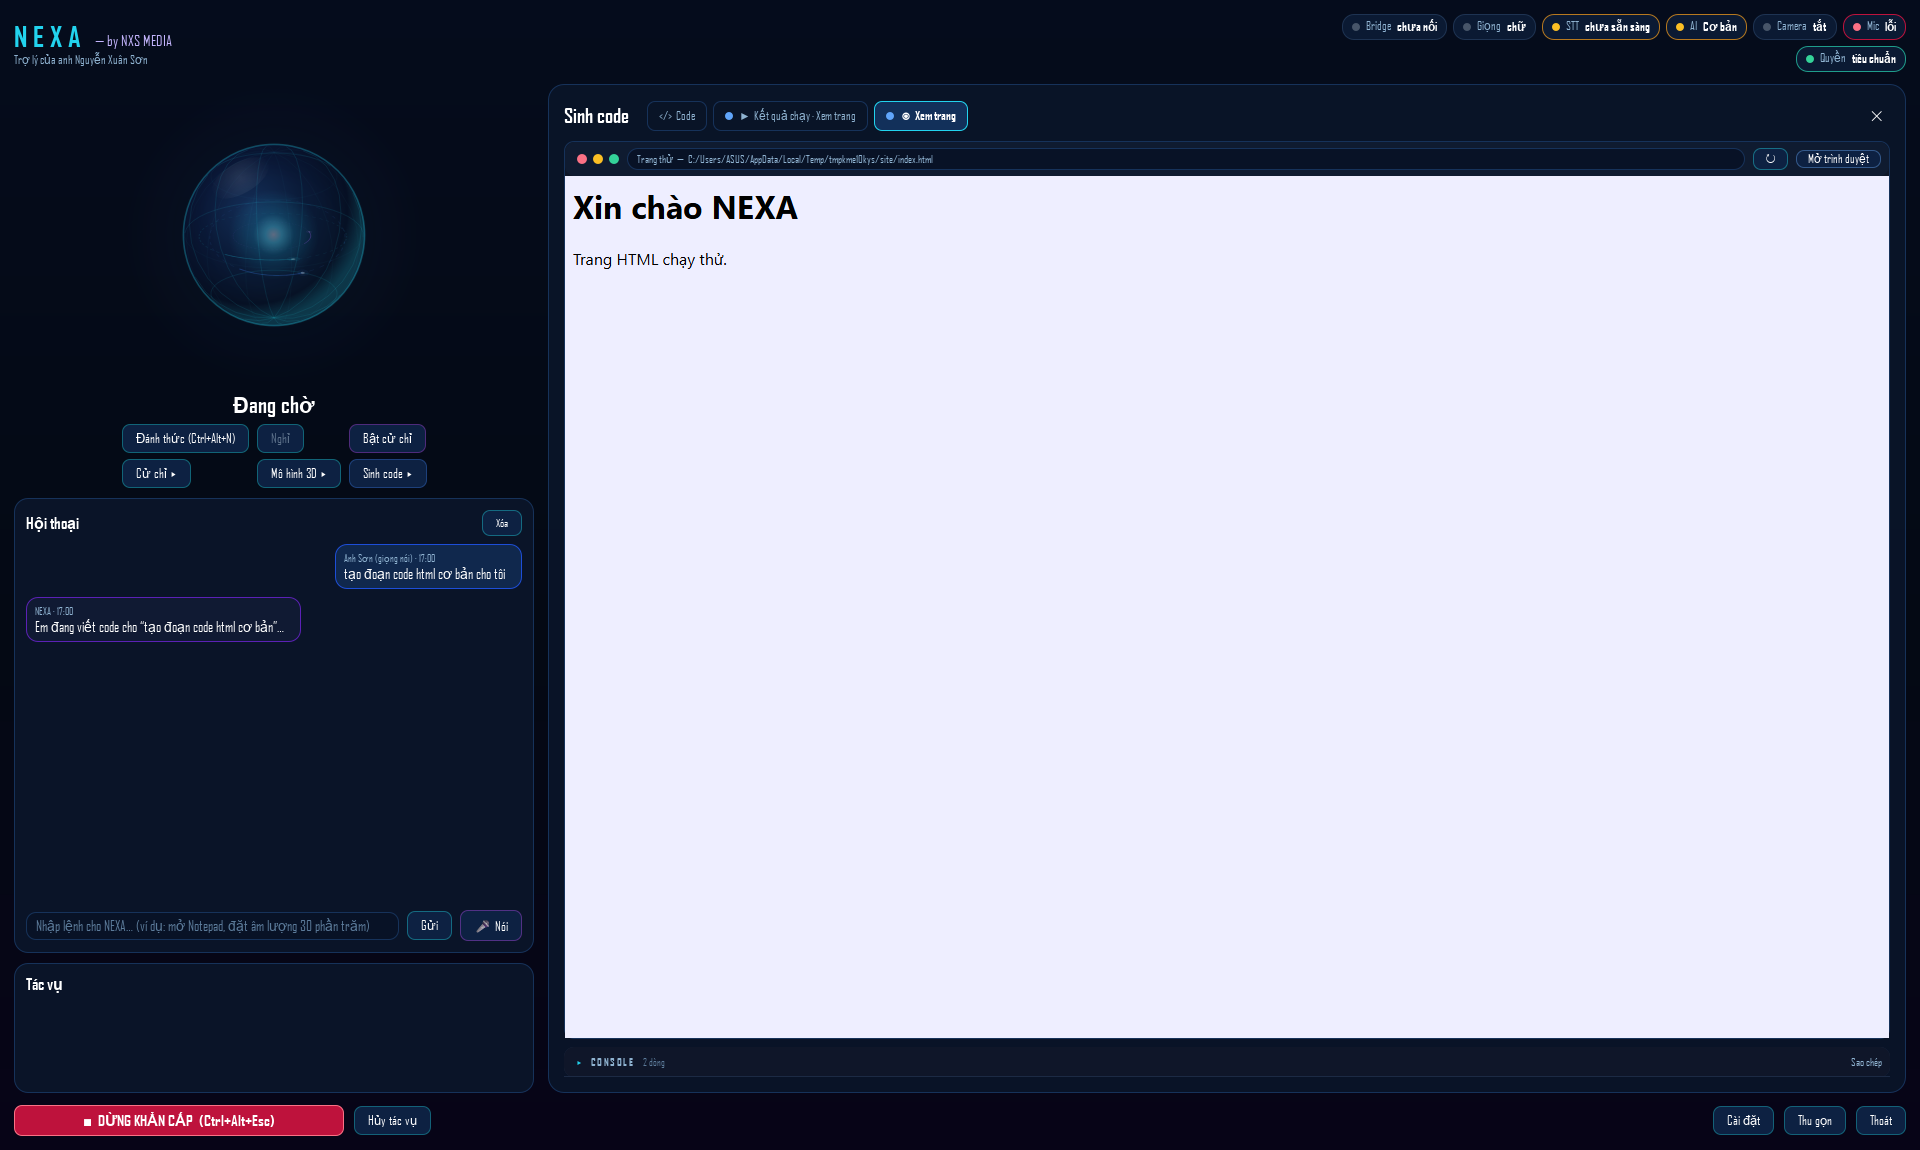 NEXA — by NXS MEDIA
Trợ lý của anh Nguyễn Xuân Sơn
Bridge chưa nối
Giọng chữ
STT chưa sẵn sàng
AI Cơ bản
Camera tắt
Mic lỗi
Quyền tiêu chuẩn
Đang chờ
Đánh thức (Ctrl+Alt+N)
Nghỉ
Bật cử chỉ
Cử chỉ ▸
Mô hình 3D ▸
Sinh code ▸
Hội thoại
Xóa
Anh Sơn (giọng nói) · 17:00
tạo đoạn code html cơ bản cho tôi
NEXA · 17:00
Em đang viết code cho “tạo đoạn code html cơ bản”...
Nhập lệnh cho NEXA... (ví dụ: mở Notepad, đặt âm lượng 30 phần trăm)
Gửi
Nói
Tác vụ
■ DỪNG KHẨN CẤP (Ctrl+Alt+Esc)
Hủy tác vụ
Sinh code
</> Code
▶ Kết quả chạy · Xem trang
◉ Xem trang
Trang thử — C:/Users/ASUS/AppData/Local/Temp/tmpkme10kys/site/index.html
Mở trình duyệt
Xin chào NEXA
Trang HTML chạy thử.
▸ CONSOLE 2 dòng
Sao chép
Cài đặt
Thu gọn
Thoát